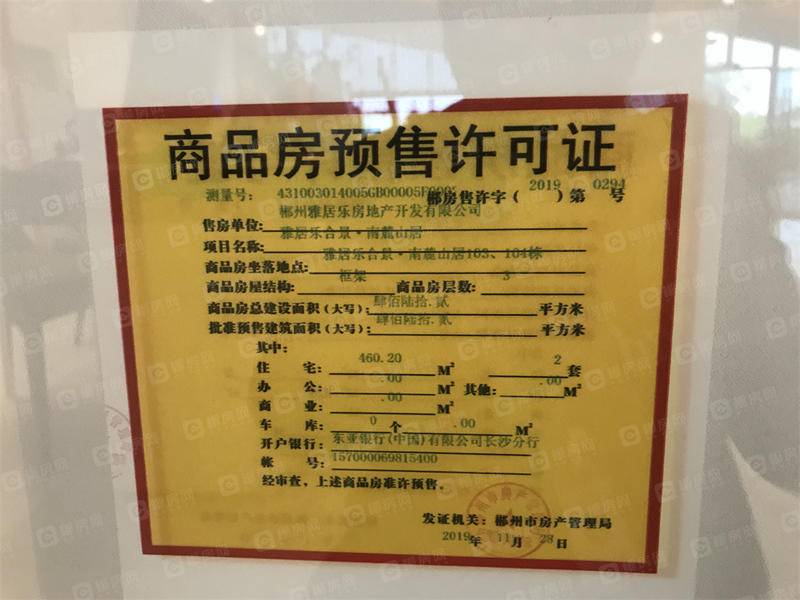 商品房预售许可证
测量号: 431003014005GB00005F000
郴房售许字(2019)第0294号
售房单位: 郴州雅居乐房地产开发有限公司
项目名称: 雅居乐合景·南麓山居
商品房坐落地点: 雅居乐合景·南麓山居103、104栋
商品房屋结构: 框架 商品房层数: 3
商品房总建设面积(大写): 肆佰陆拾.贰 平方米
批准预售建筑面积(大写): 肆佰陆拾.贰 平方米
其中:
住 宅: 460.20 M² 2 套
办 公: .00 M² 其他: .00 M²
商 业: .00 M²
车 库: 0 个 .00 M²
开户银行: 东亚银行(中国)有限公司长沙分行
帐 号: 157000069815400
经审查、上述商品房准许预售。
发证机关: 郴州市房产管理局
2019年11月28日